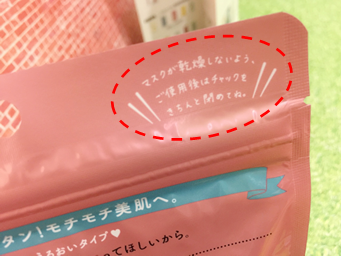 マスクが乾燥しないよう、
ご使用後はチャックを
きちんと閉めてね。
タン!モチモチ美肌へ。
るおいタイプ♥
ってほしいから。